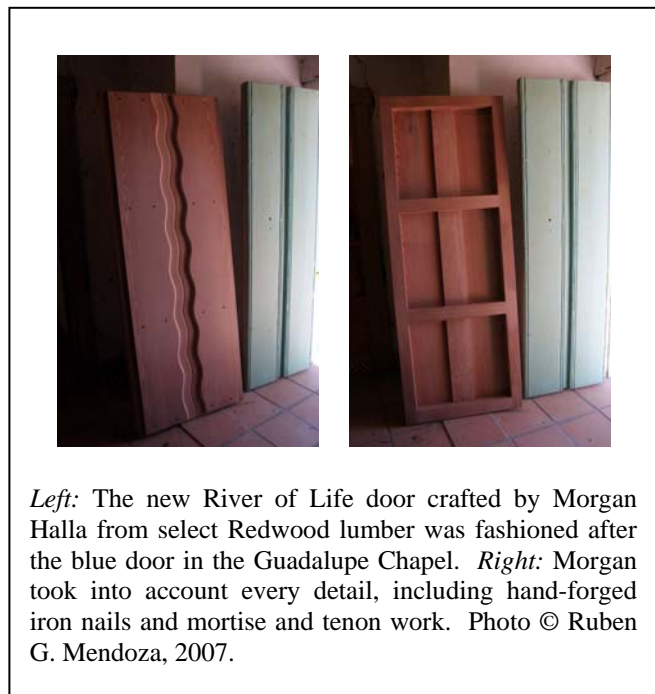 Left: The new River of Life door crafted by Morgan
Halla from select Redwood lumber was fashioned after
the blue door in the Guadalupe Chapel. Right: Morgan
took into account every detail, including hand-forged
iron nails and mortise and tenon work. Photo © Ruben
G. Mendoza, 2007.